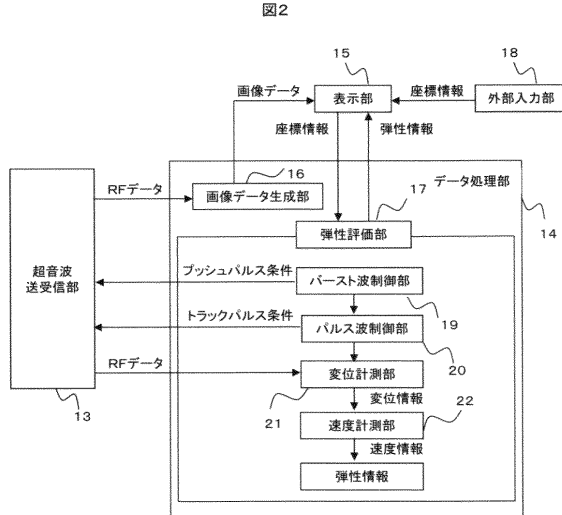 図2
15
18
画像データ
表示部
座標情報
外部入力部
座標情報
弾性情報
16
データ処理部
RFデータ
画像データ生成部
17
14
弾性評価部
超音波
送受信部
プッシュパルス条件
バースト波制御部
19
トラックパルス条件
パルス波制御部
20
RFデータ
変位計測部
13
21
変位情報
22
速度計測部
速度情報
弾性情報